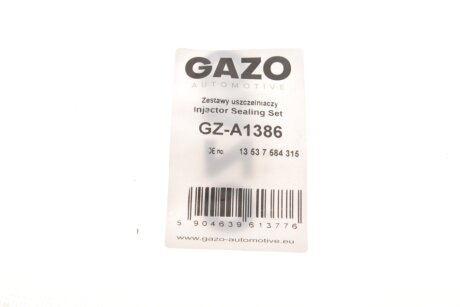 GAZO
AUTOMOTIVE
Zestawy uszczelniaczy
Injector Sealing Set
GZ-A1386
OE no. 13 53 7 584 315
5 904639 613776
www.gazo-automotive.eu